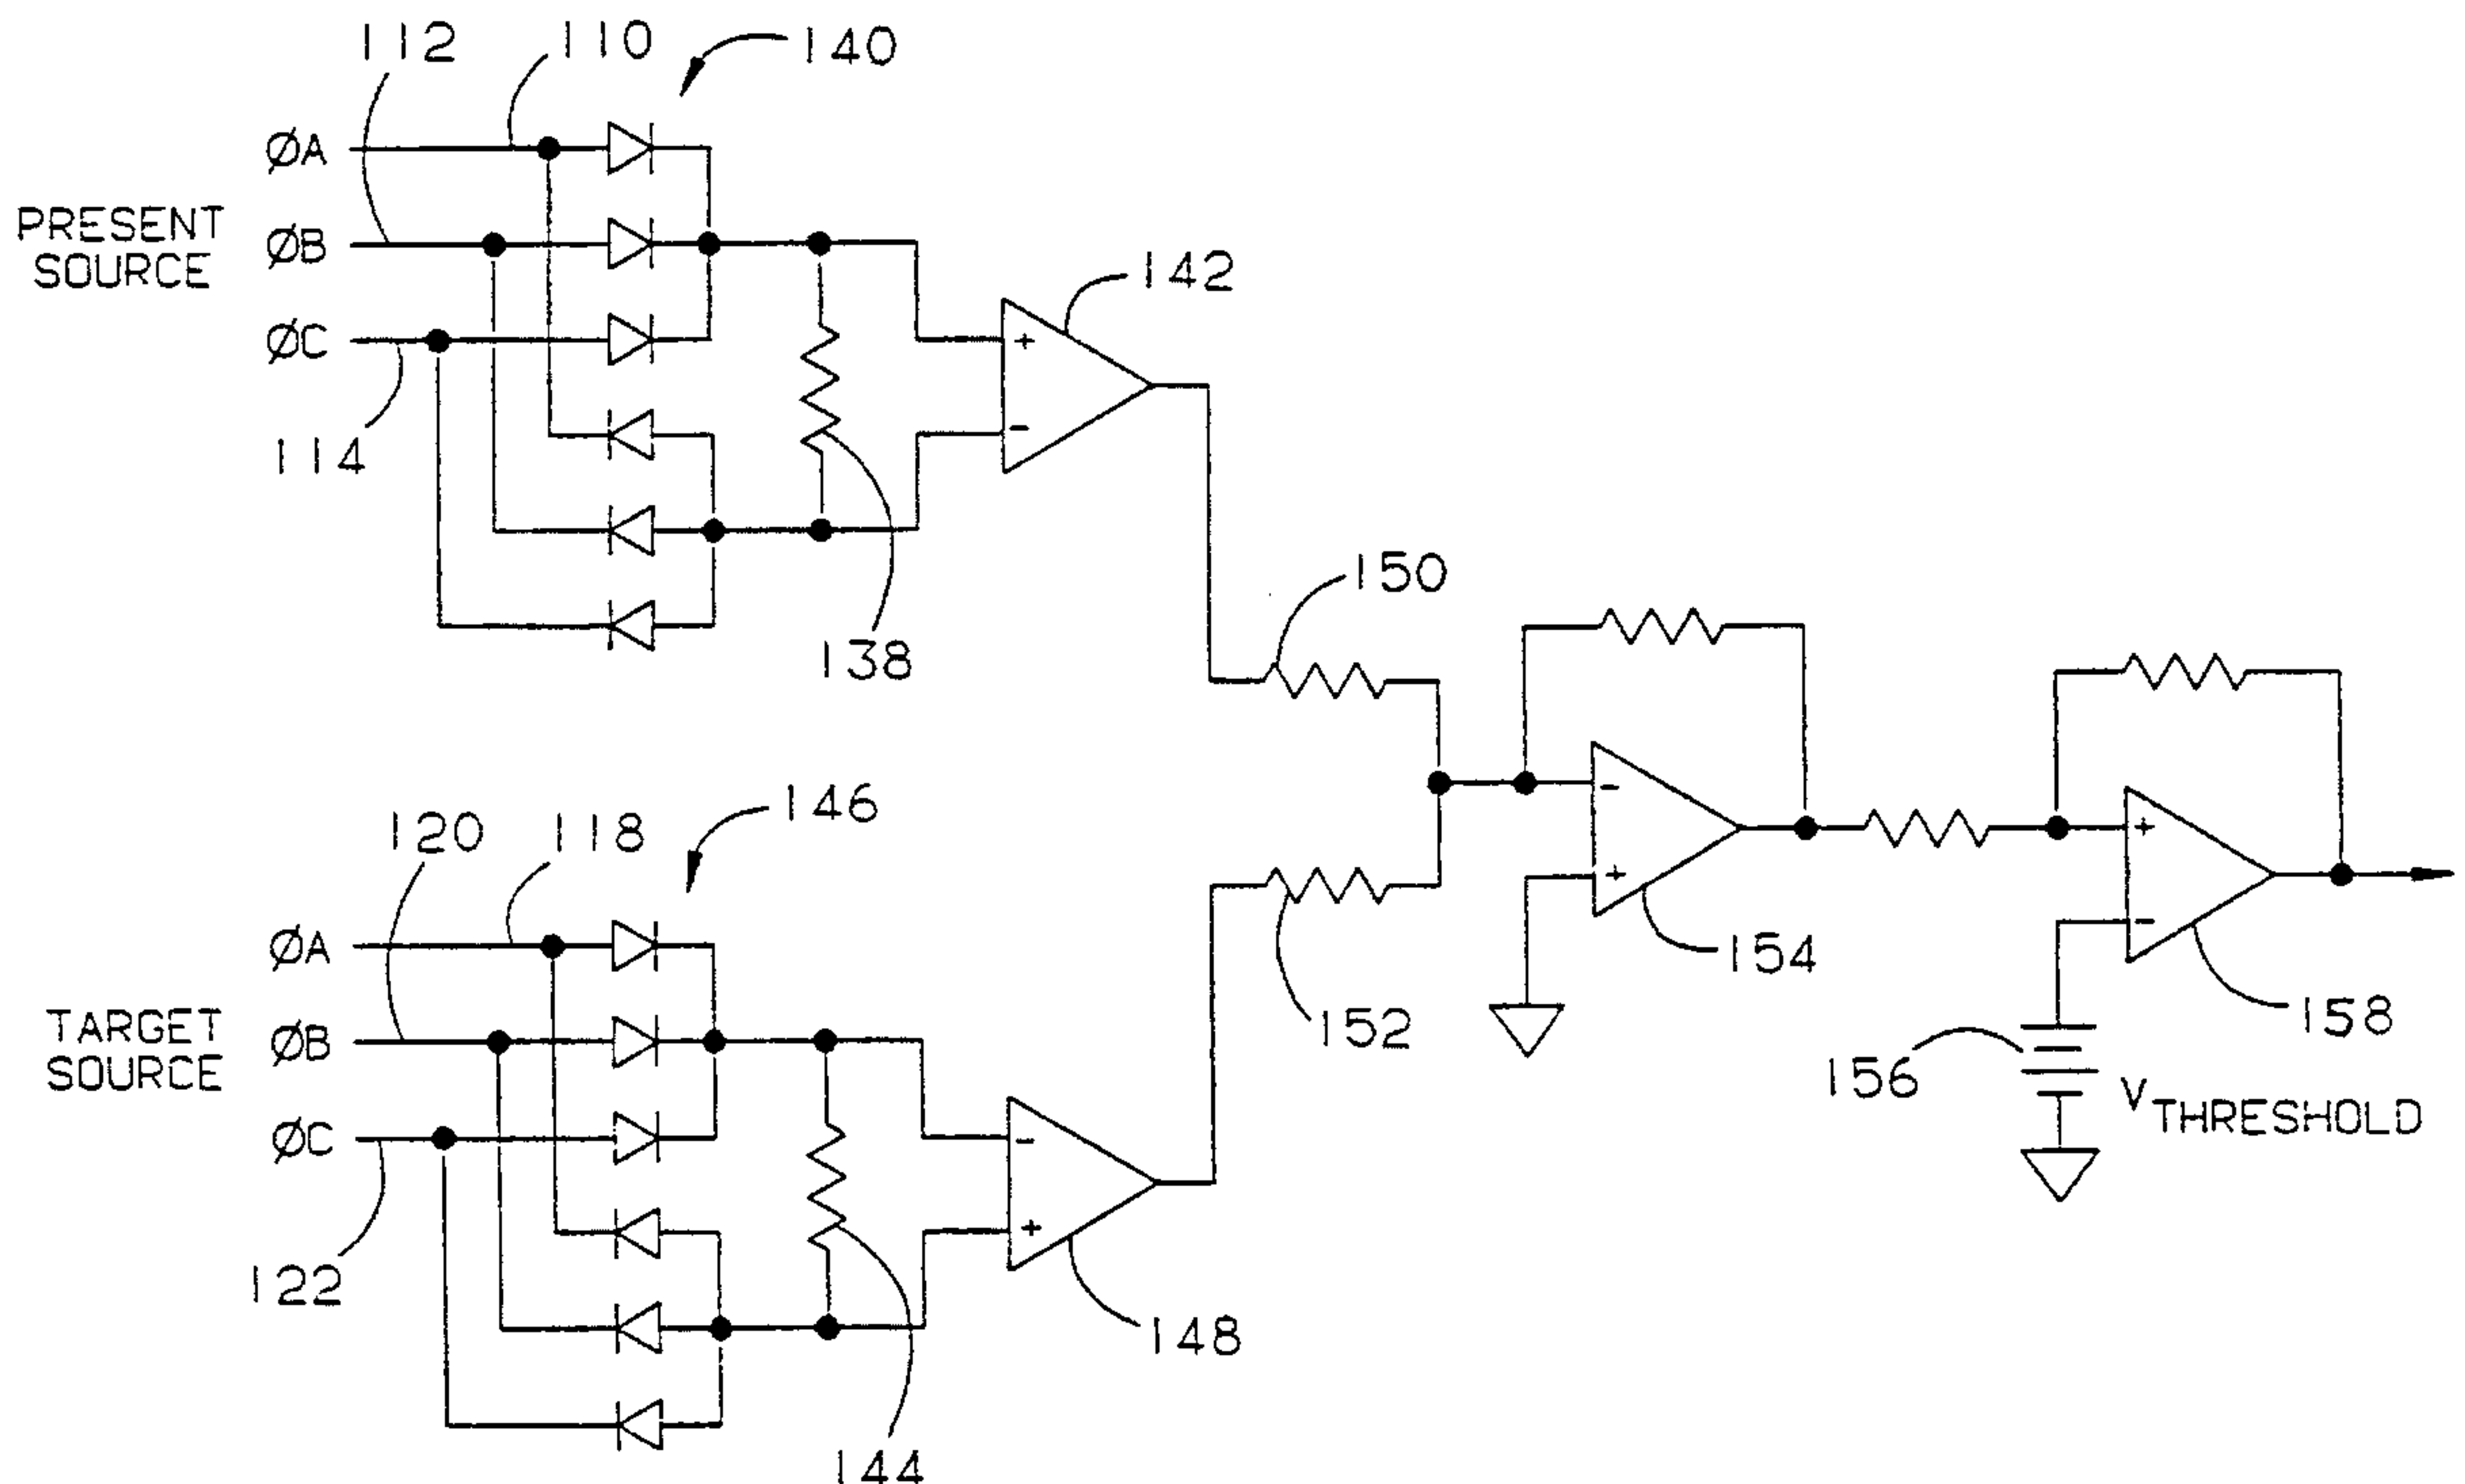 112
110
140
ØA
PRESENT
SOURCE
ØB
ØC
114
+
-
142
138
150
120
118
146
ØA
TARGET
SOURCE
ØB
ØC
122
-
+
148
144
152
-
+
154
+
-
158
156
VTHRESHOLD